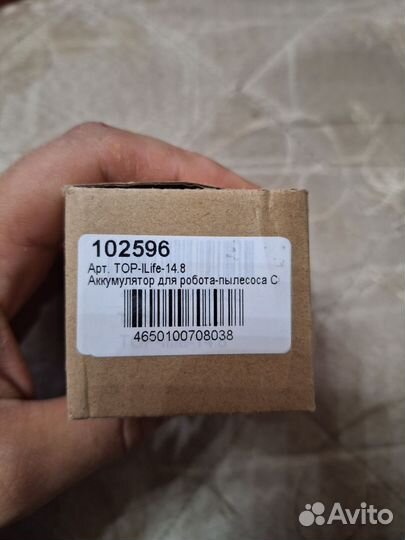 102596
Арт. TOP-ILife-14.8
Аккумулятор для робота-пылесоса C
4650100708038
Avito